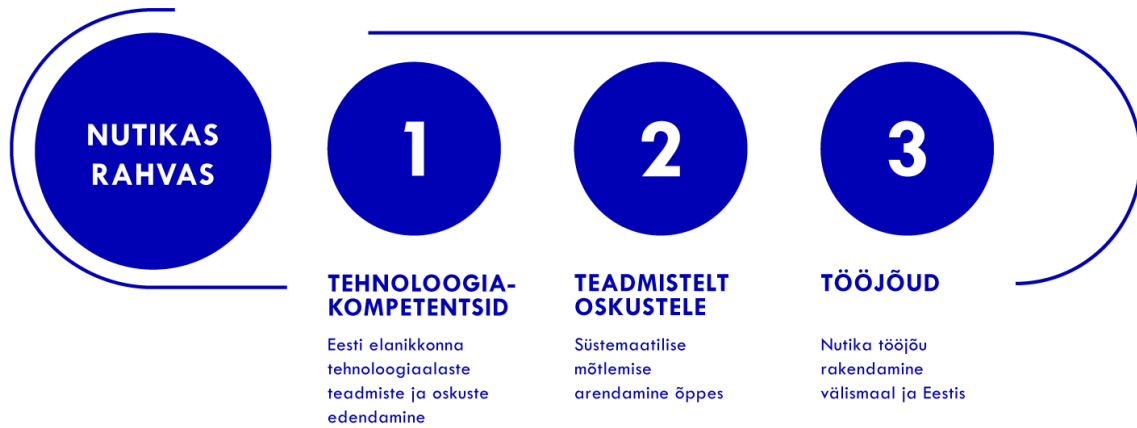 NUTIKAS
RAHVAS
1
TEHNOLOOGIA-
KOMPETENTSID
Eesti elanikkonna
tehnoloogiaalaste
teadmiste ja oskuste
edendamine
2
TEADMISTELT
OSKUSTELE
Süstemaatilise
mõtlemise
arendamine õppes
3
TÖÖJÕUD
Nutika tööjõu
rakendamine
välismaal ja Eestis